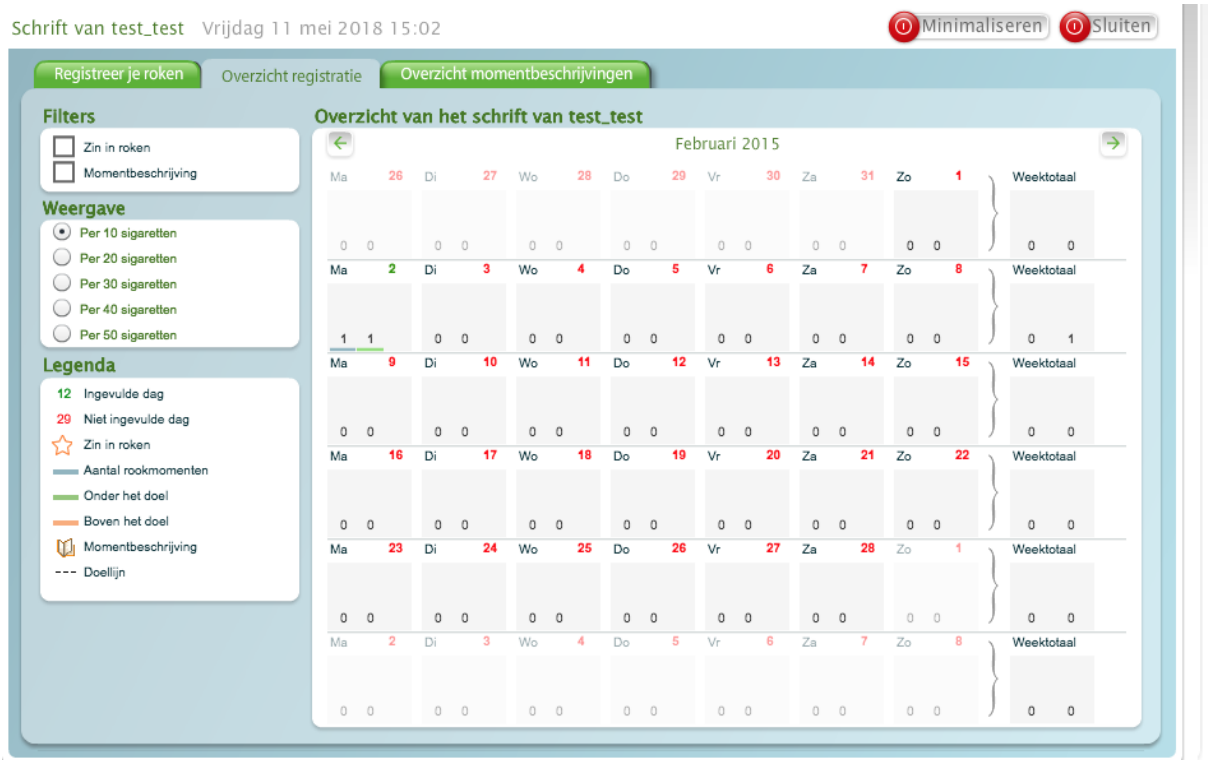 Schrift van test_test Vrijdag 11 mei 2018 15:02 Minimaliseren Sluiten
Registreer je roken Overzicht registratie Overzicht momentbeschrijvingen
Filters
Zin in roken
Momentbeschrijving
Weergave
Per 10 sigaretten
Per 20 sigaretten
Per 30 sigaretten
Per 40 sigaretten
Per 50 sigaretten
Legenda
12 Ingevulde dag
29 Niet ingevulde dag
Zin in roken
Aantal rookmomenten
Onder het doel
Boven het doel
Momentbeschrijving
Doellijn
Overzicht van het schrift van test_test
Februari 2015
Ma 26 Di 27 Wo 28 Do 29 Vr 30 Za 31 Zo 1 Weektotaal
0 0 0 0 0 0 0 0 0 0 0 0 0 0 0 0
Ma 2 Di 3 Wo 4 Do 5 Vr 6 Za 7 Zo 8 Weektotaal
1 1 0 0 0 0 0 0 0 0 0 0 0 0 0 1
Ma 9 Di 10 Wo 11 Do 12 Vr 13 Za 14 Zo 15 Weektotaal
0 0 0 0 0 0 0 0 0 0 0 0 0 0 0 0
Ma 16 Di 17 Wo 18 Do 19 Vr 20 Za 21 Zo 22 Weektotaal
0 0 0 0 0 0 0 0 0 0 0 0 0 0 0 0
Ma 23 Di 24 Wo 25 Do 26 Vr 27 Za 28 Zo 1 Weektotaal
0 0 0 0 0 0 0 0 0 0 0 0 0 0 0 0
Ma 2 Di 3 Wo 4 Do 5 Vr 6 Za 7 Zo 8 Weektotaal
0 0 0 0 0 0 0 0 0 0 0 0 0 0 0 0